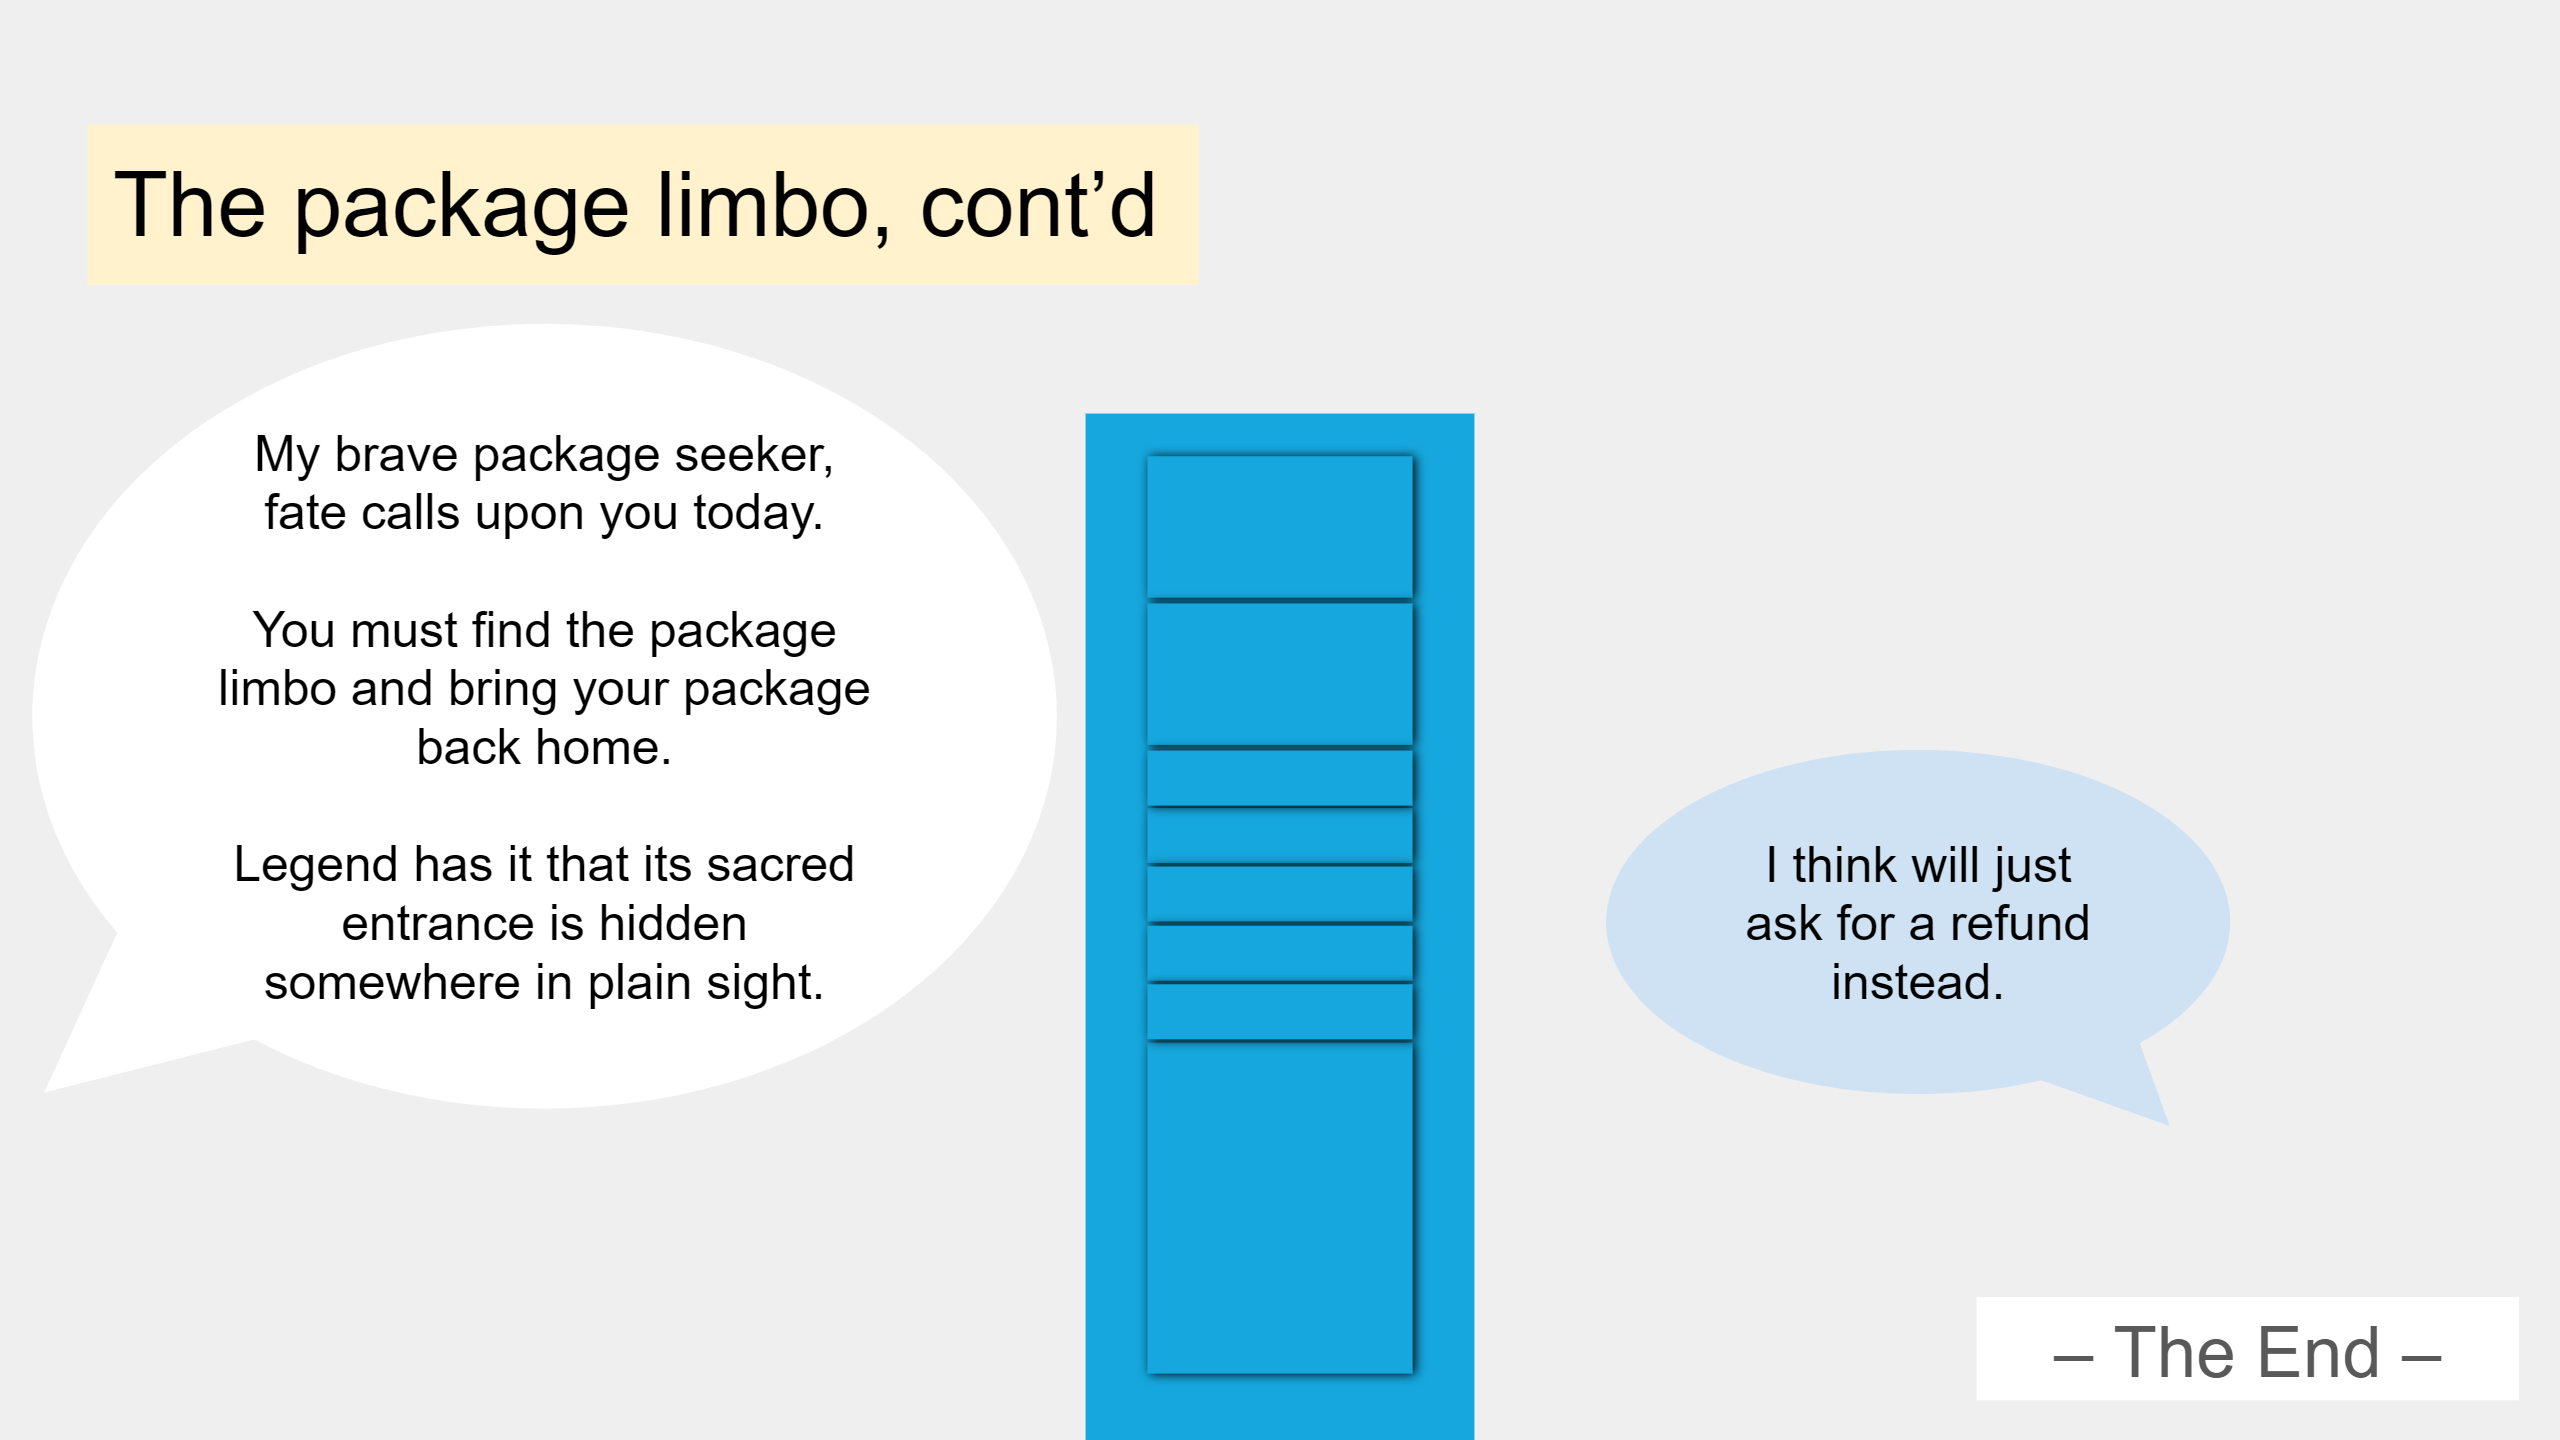 The package limbo, cont’d
My brave package seeker,
fate calls upon you today.
You must find the package
limbo and bring your package
back home.
Legend has it that its sacred
entrance is hidden
somewhere in plain sight.
I think will just
ask for a refund
instead.
– The End –